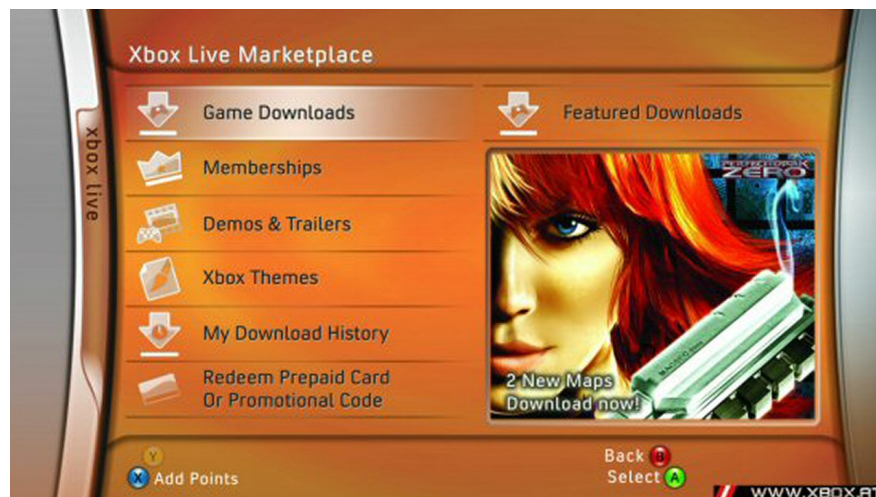 Xbox Live Marketplace
xbox live
Game Downloads
Memberships
Demos & Trailers
Xbox Themes
My Download History
Redeem Prepaid Card
Or Promotional Code
Featured Downloads
PERFECT DARK
ZERO
2 New Maps
Download now!
Y
X Add Points
Back B
Select A
WWW.XBOX.AT